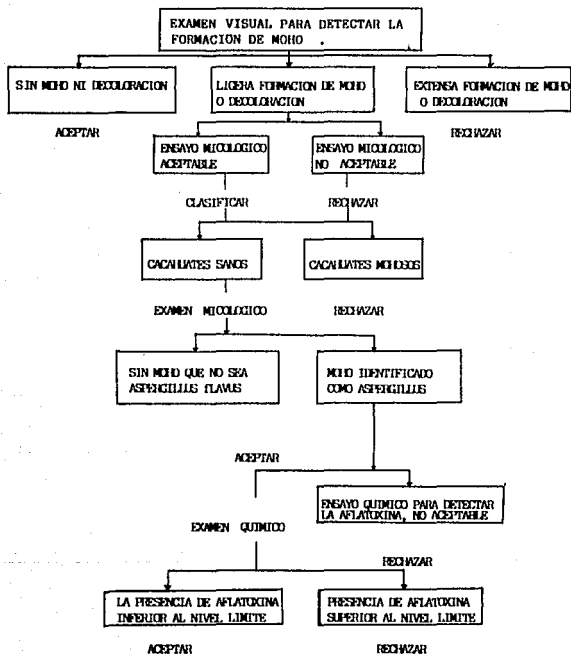 EXAMEN VISUAL PARA DETECTAR LA
FORMACION DE MOHO .
SIN MOHO NI DECOLORACION
LIGERA FORMACION DE MOHO
O DECOLORACION
EXTENSA FORMACION DE MOHO
O DECOLORACION
ACEPTAR
RECHAZAR
ENSAYO MICOLOGICO
ACEPTABLE
ENSAYO MICOLOGICO
NO ACEPTABLE
CLASIFICAR
RECHAZAR
CACAHUATES SANOS
CACAHUATES MOHOSOS
EXAMEN MICOLOGICO
RECHAZAR
SIN MOHO QUE NO SEA
ASPERGILLUS FLAVUS
MOHO IDENTIFICADO
COMO ASPERGILLUS
ACEPTAR
ENSAYO QUIMICO PARA DETECTAR
LA AFLATOXINA, NO ACEPTABLE
EXAMEN QUIMICO
RECHAZAR
LA PRESENCIA DE AFLATOXINA
INFERIOR AL NIVEL LIMITE
PRESENCIA DE AFLATOXINA
SUPERIOR AL NIVEL LIMITE
ACEPTAR
RECHAZAR